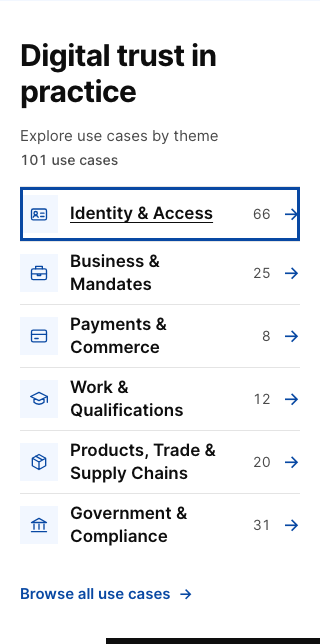 Digital trust in
practice
Explore use cases by theme
101 use cases
Identity & Access 66 →
Business &
Mandates 25 →
Payments &
Commerce 8 →
Work &
Qualifications 12 →
Products, Trade &
Supply Chains 20 →
Government &
Compliance 31 →
Browse all use cases →